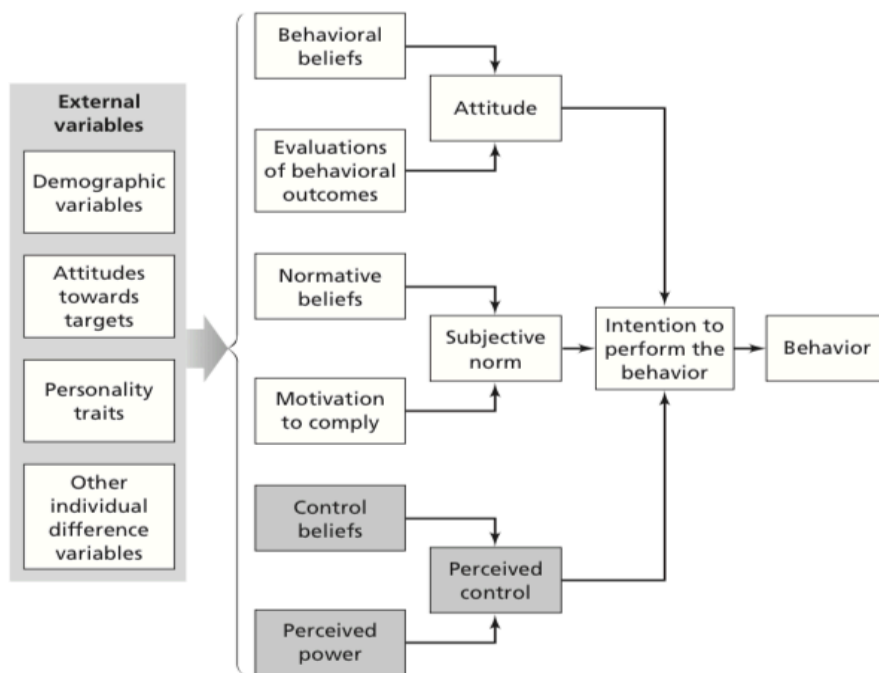 External
variables
Demographic
variables
Attitudes
towards
targets
Personality
traits
Other
individual
difference
variables
Behavioral
beliefs
Evaluations
of behavioral
outcomes
Attitude
Normative
beliefs
Motivation
to comply
Subjective
norm
Control
beliefs
Perceived
power
Perceived
control
Intention to
perform the
behavior
Behavior